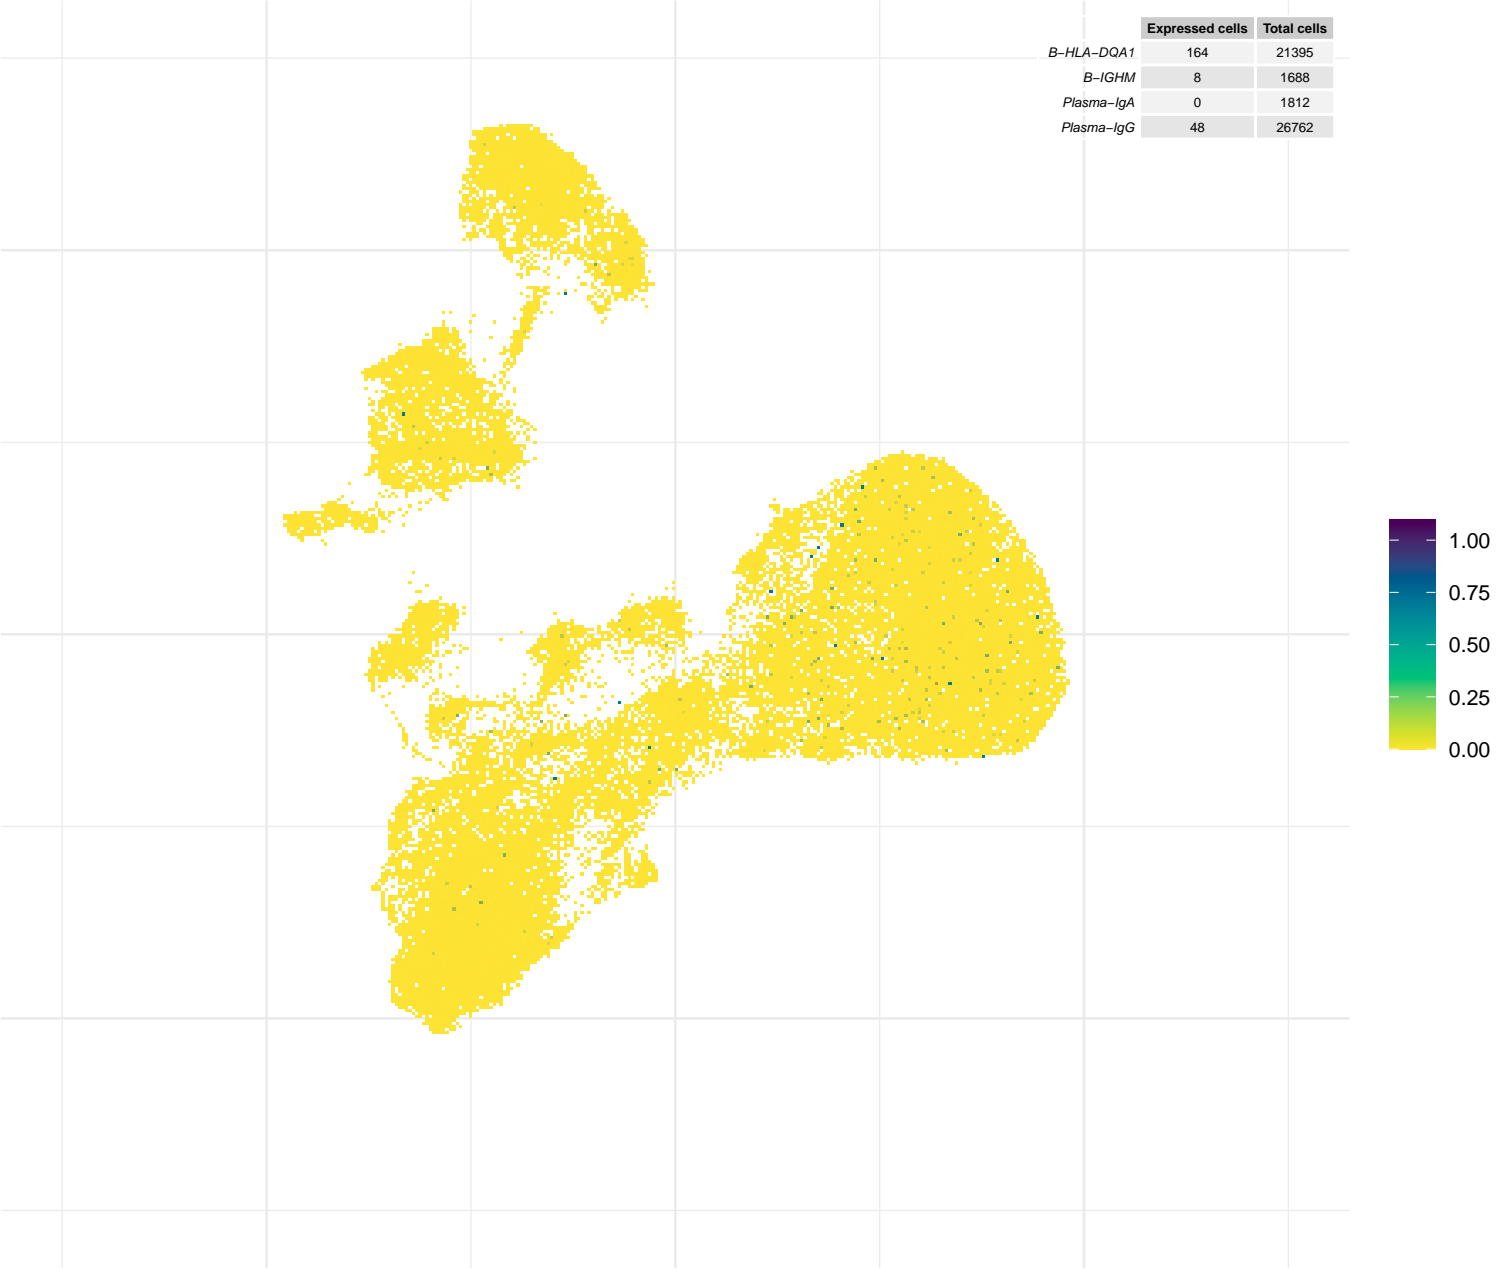 Expressed cells Total cells
B−HLA−DQA1 164 21395
B−IGHM 8 1688
Plasma−IgA 0 1812
Plasma−IgG 48 26762
1.00
0.75
0.50
0.25
0.00